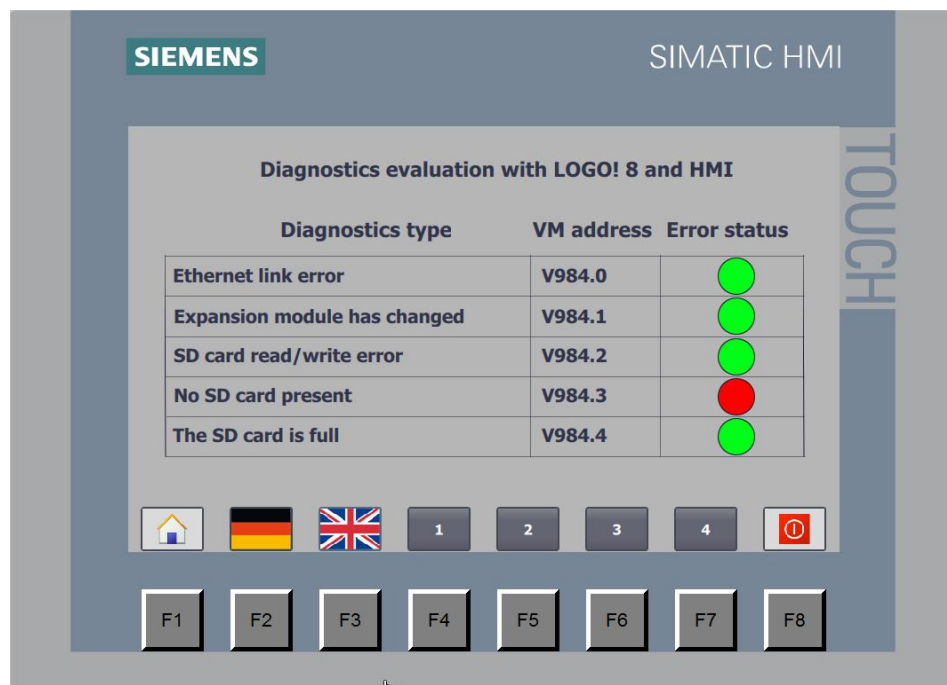 SIEMENS
SIMATIC HMI
TOUCH
Diagnostics evaluation with LOGO! 8 and HMI
Diagnostics type VM address Error status
Ethernet link error V984.0
Expansion module has changed V984.1
SD card read/write error V984.2
No SD card present V984.3
The SD card is full V984.4
1 2 3 4
F1 F2 F3 F4 F5 F6 F7 F8